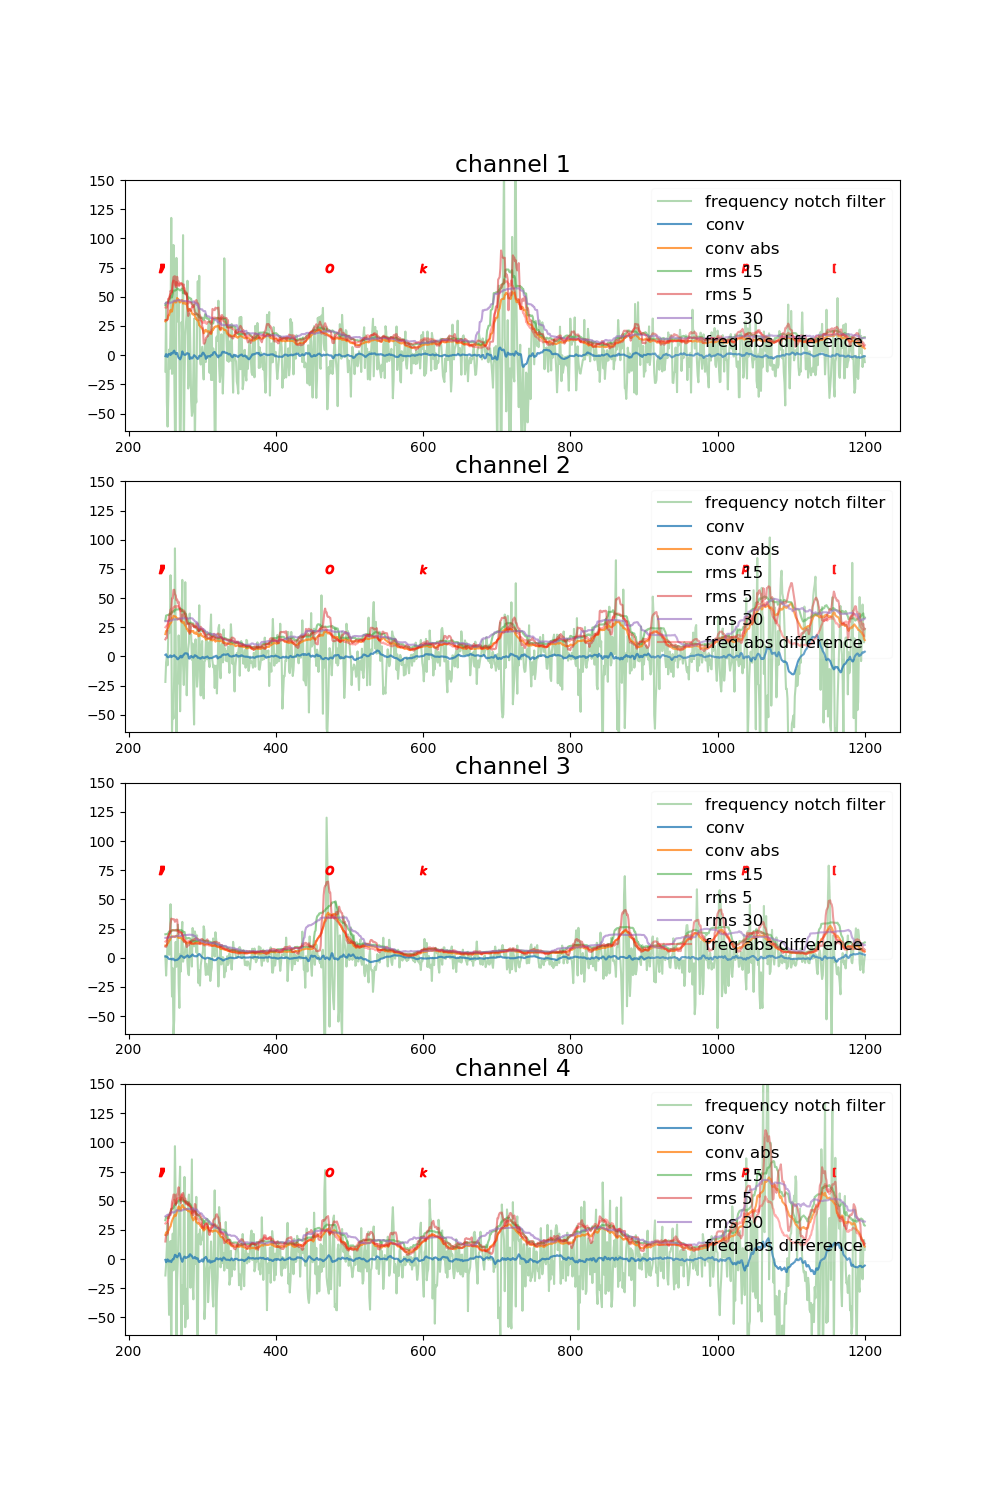 channel 1
150
125
100
75
50
25
0
−25
−50
O k P [
frequency notch filter
conv
conv abs
rms 15
rms 5
rms 30
freq abs difference
200 400 600 800 1000 1200
channel 2
150
125
100
75
50
25
0
−25
−50
O k P [
frequency notch filter
conv
conv abs
rms 15
rms 5
rms 30
freq abs difference
200 400 600 800 1000 1200
channel 3
150
125
100
75
50
25
0
−25
−50
O k P [
frequency notch filter
conv
conv abs
rms 15
rms 5
rms 30
freq abs difference
200 400 600 800 1000 1200
channel 4
150
125
100
75
50
25
0
−25
−50
O k P [
frequency notch filter
conv
conv abs
rms 15
rms 5
rms 30
freq abs difference
200 400 600 800 1000 1200